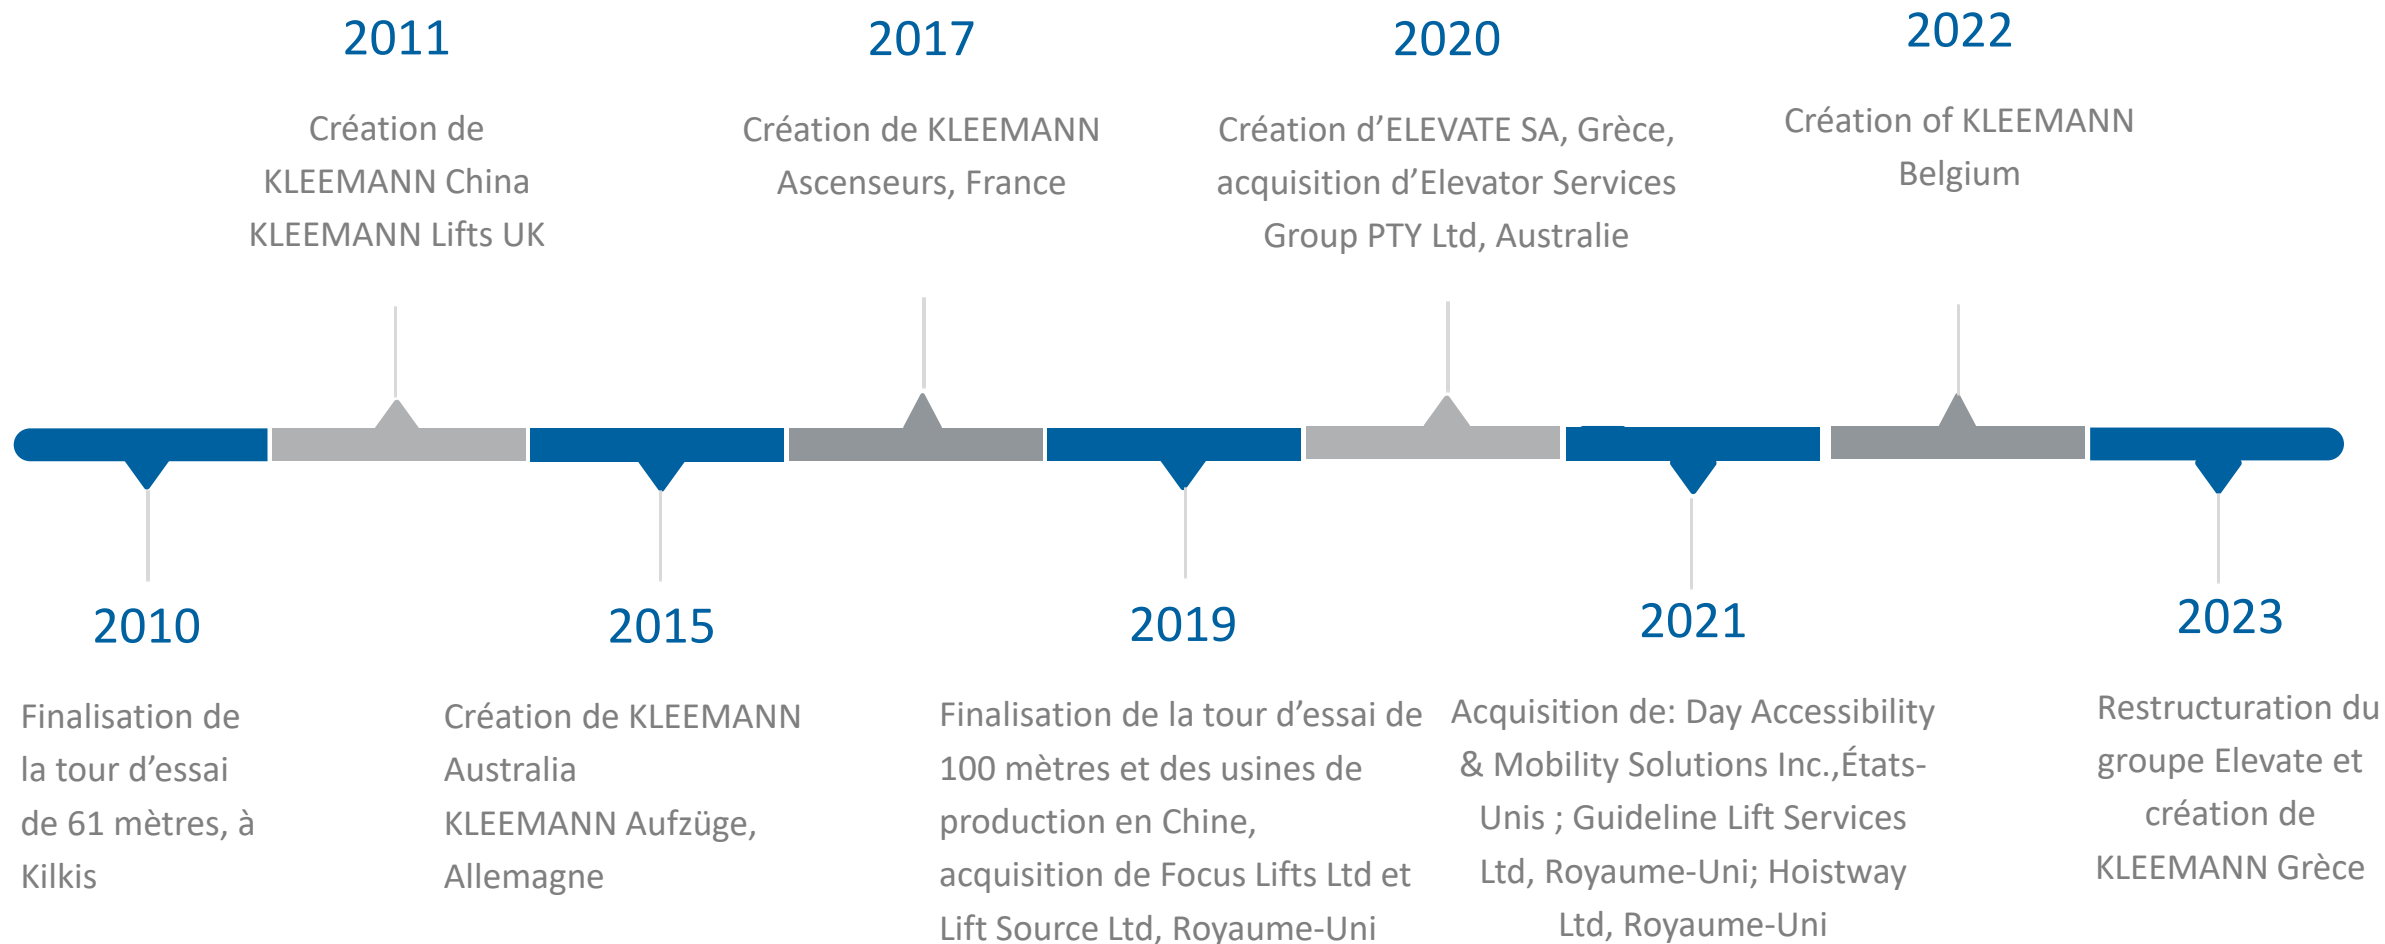 2011
Création de
KLEEMANN China
KLEEMANN Lifts UK
2017
Création de KLEEMANN
Ascenseurs, France
2020
Création d’ELEVATE SA, Grèce,
acquisition d’Elevator Services
Group PTY Ltd, Australie
2022
Création of KLEEMANN
Belgium
2010
Finalisation de
la tour d’essai
de 61 mètres, à
Kilkis
2015
Création de KLEEMANN
Australia
KLEEMANN Aufzüge,
Allemagne
2019
Finalisation de la tour d’essai de
100 mètres et des usines de
production en Chine,
acquisition de Focus Lifts Ltd et
Lift Source Ltd, Royaume-Uni
2021
Acquisition de: Day Accessibility
& Mobility Solutions Inc.,États-
Unis ; Guideline Lift Services
Ltd, Royaume-Uni; Hoistway
Ltd, Royaume-Uni
2023
Restructuration du
groupe Elevate et
création de
KLEEMANN Grèce